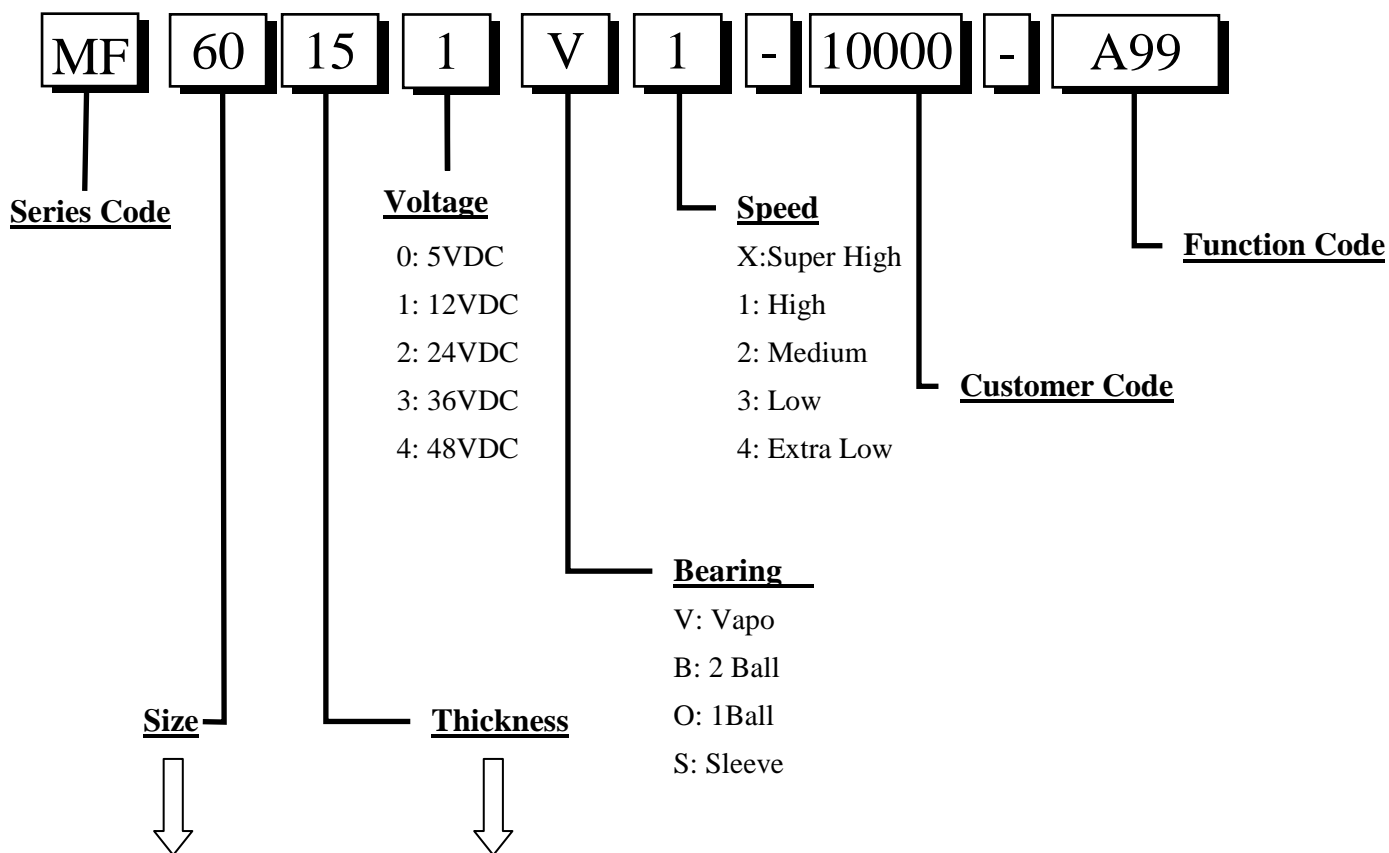 MF 60 15 1 V 1 - 10000 - A99
Series Code
Voltage
0: 5VDC
1: 12VDC
2: 24VDC
3: 36VDC
4: 48VDC
Speed
X:Super High
1: High
2: Medium
3: Low
4: Extra Low
Function Code
Customer Code
Bearing
V: Vapo
B: 2 Ball
O: 1Ball
S: Sleeve
Size
Thickness